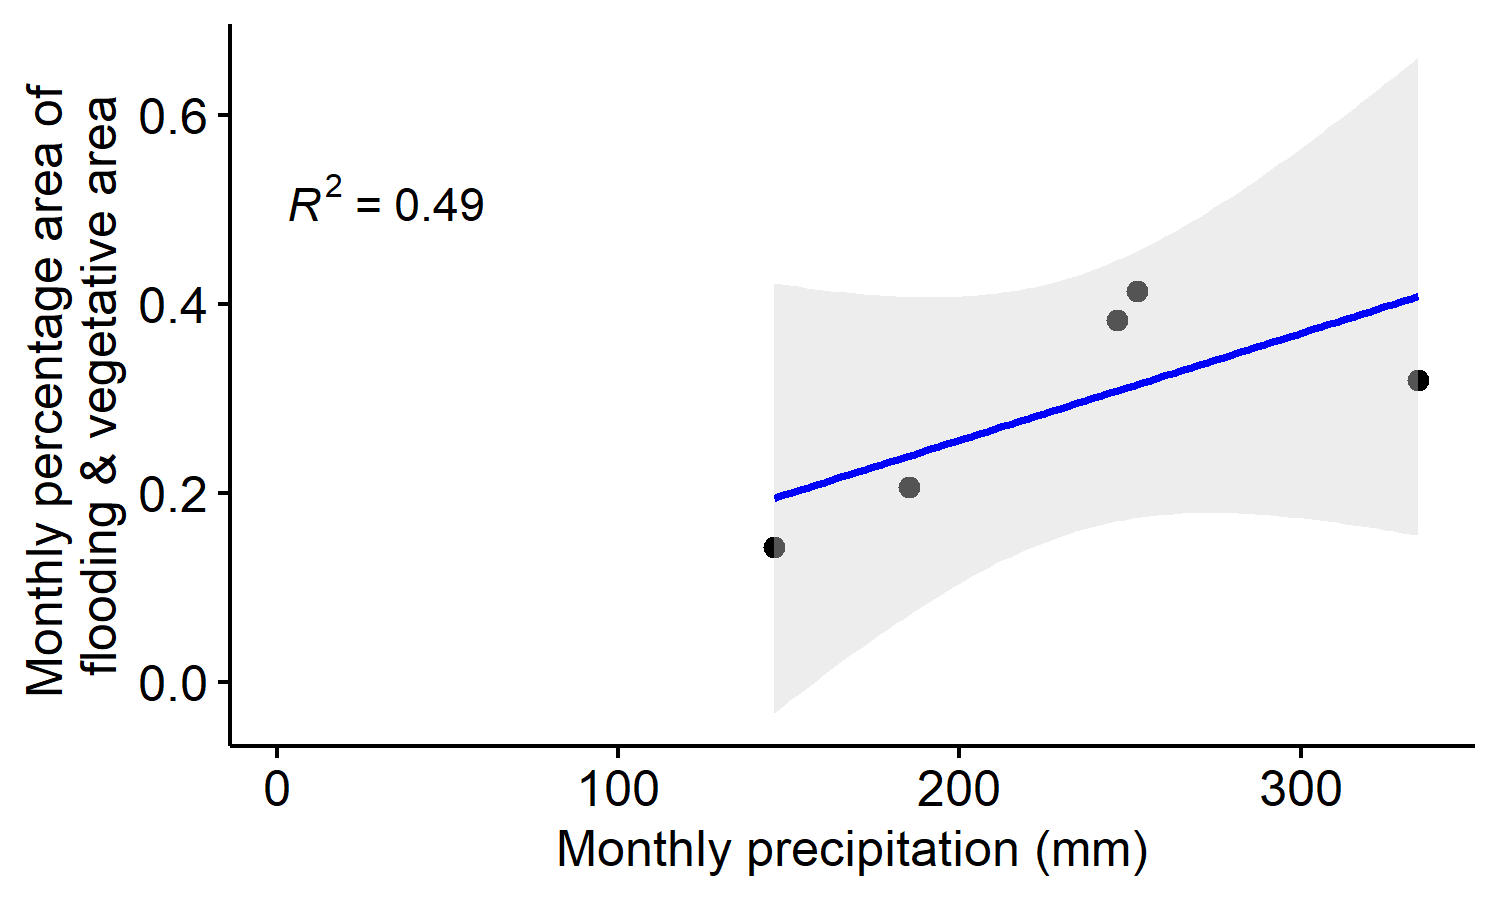 Monthly percentage area of
flooding & vegetative area
0.6
0.4
0.2
0.0
R² = 0.49
0 100 200 300
Monthly precipitation (mm)